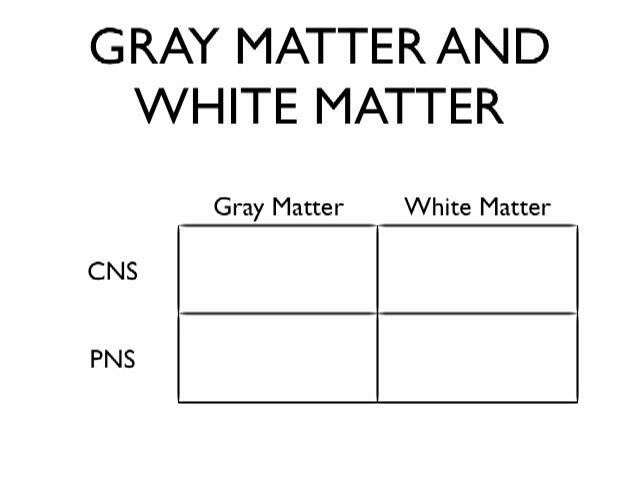 GRAY MATTER AND
WHITE MATTER
Gray Matter White Matter
CNS
PNS